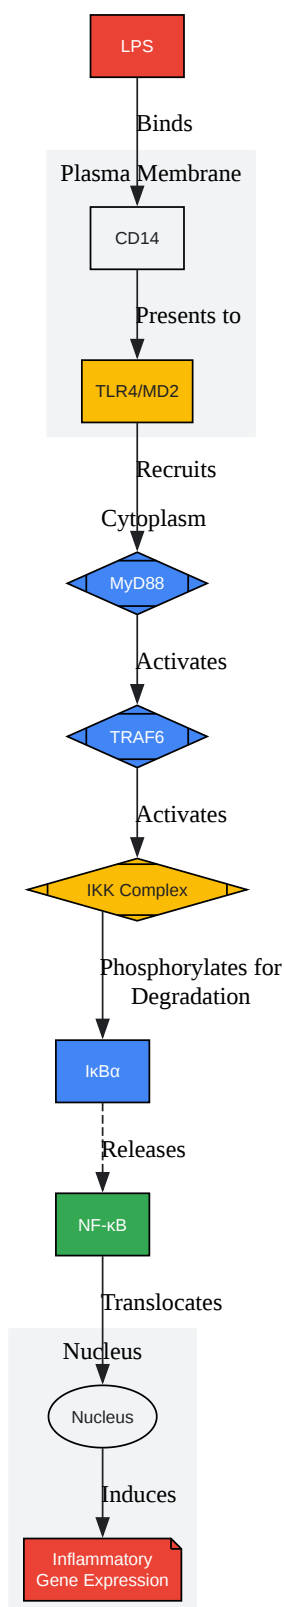 LPS
Binds
Plasma Membrane
CD14
Presents to
TLR4/MD2
Recruits
Cytoplasm
MyD88
Activates
TRAF6
Activates
IKK Complex
Phosphorylates for
Degradation
IκBα
Releases
NF-κB
Translocates
Nucleus
Nucleus
Induces
Inflammatory
Gene Expression